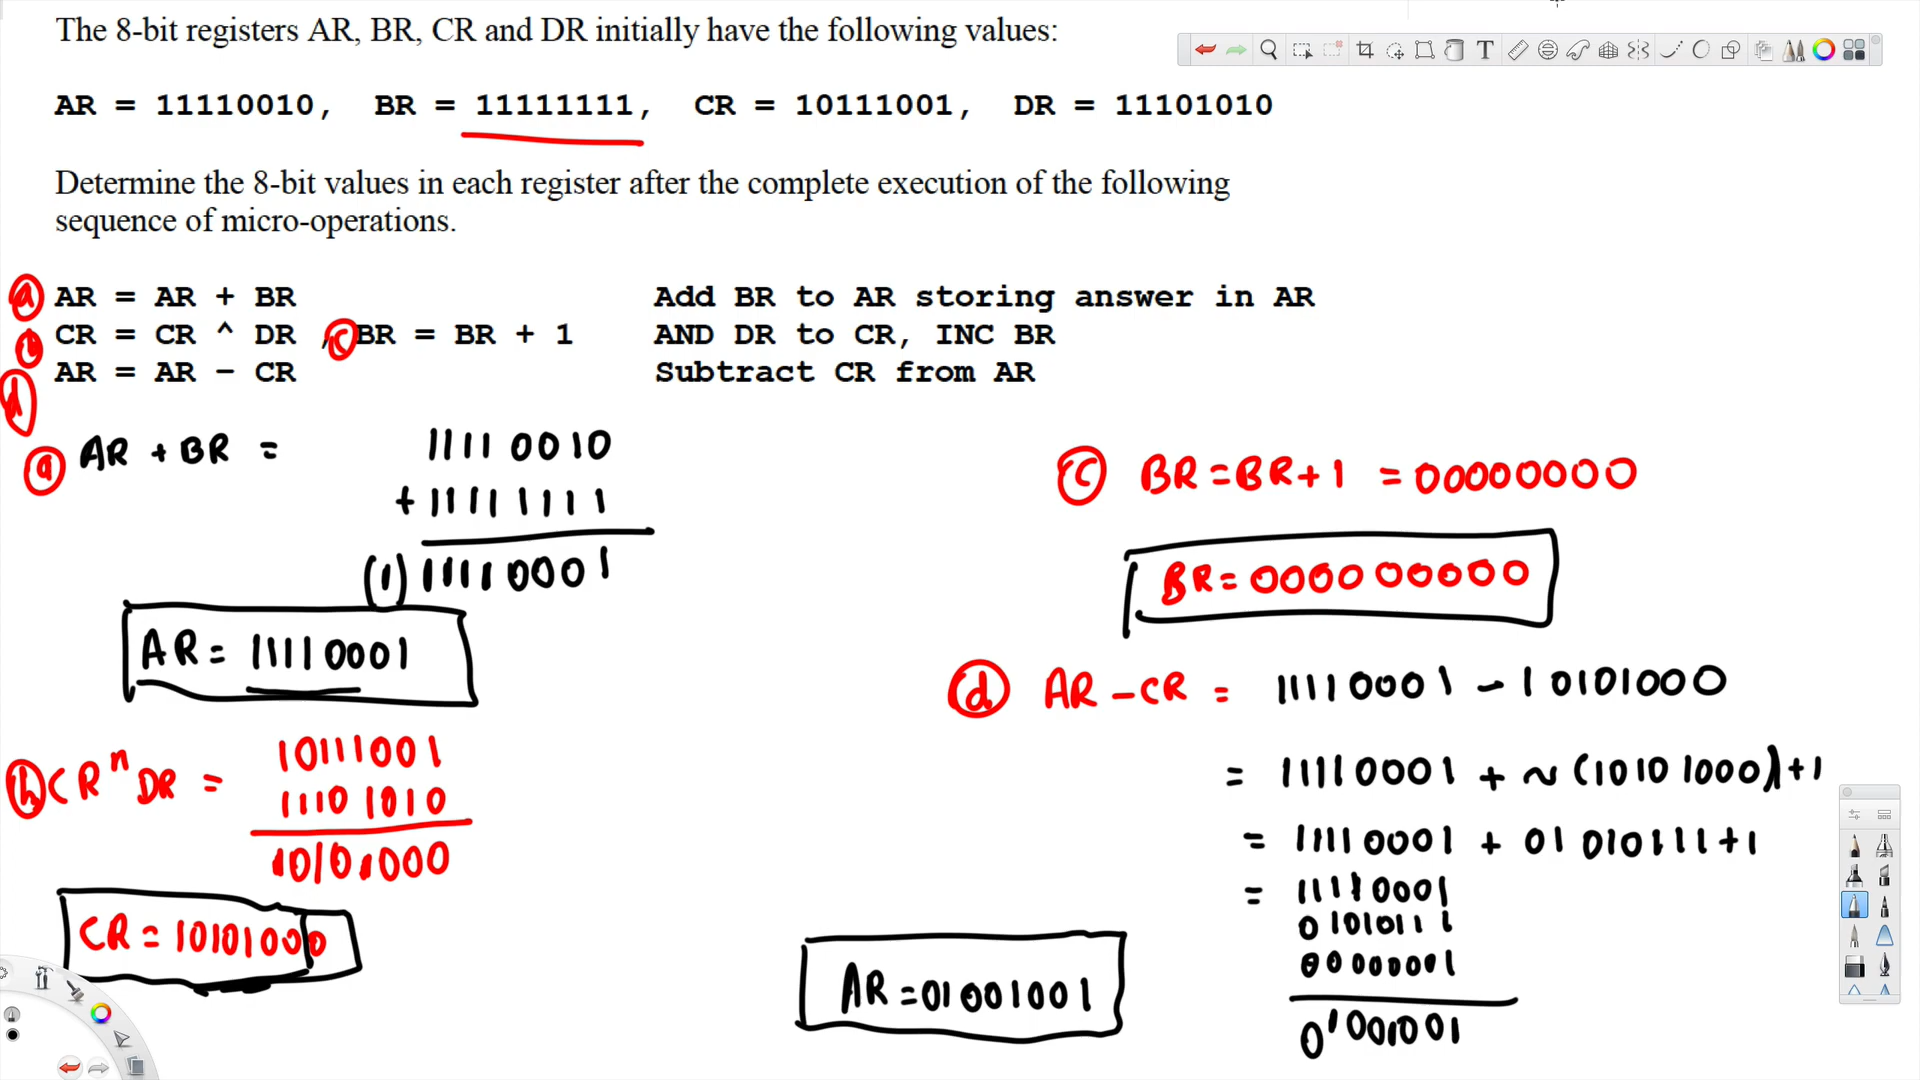 The 8-bit registers AR, BR, CR and DR initially have the following values:
AR = 11110010, BR = 11111111, CR = 10111001, DR = 11101010
Determine the 8-bit values in each register after the complete execution of the following
sequence of micro-operations.
a AR = AR + BR Add BR to AR storing answer in AR
b CR = CR ^ DR , c BR = BR + 1 AND DR to CR, INC BR
d AR = AR - CR Subtract CR from AR
a AR + BR = 11110010
+ 11111111
(1) 11110001
AR = 11110001
b CR ^ DR = 10111001
11101010
10101000
CR = 10101000
c BR = BR + 1 = 00000000
BR = 000000000
d AR - CR = 11110001 - 10101000
= 11110001 + ~(10101000)+1
= 11110001 + 01010111+1
= 11110001
01010111
00000001
01001001
AR = 01001001